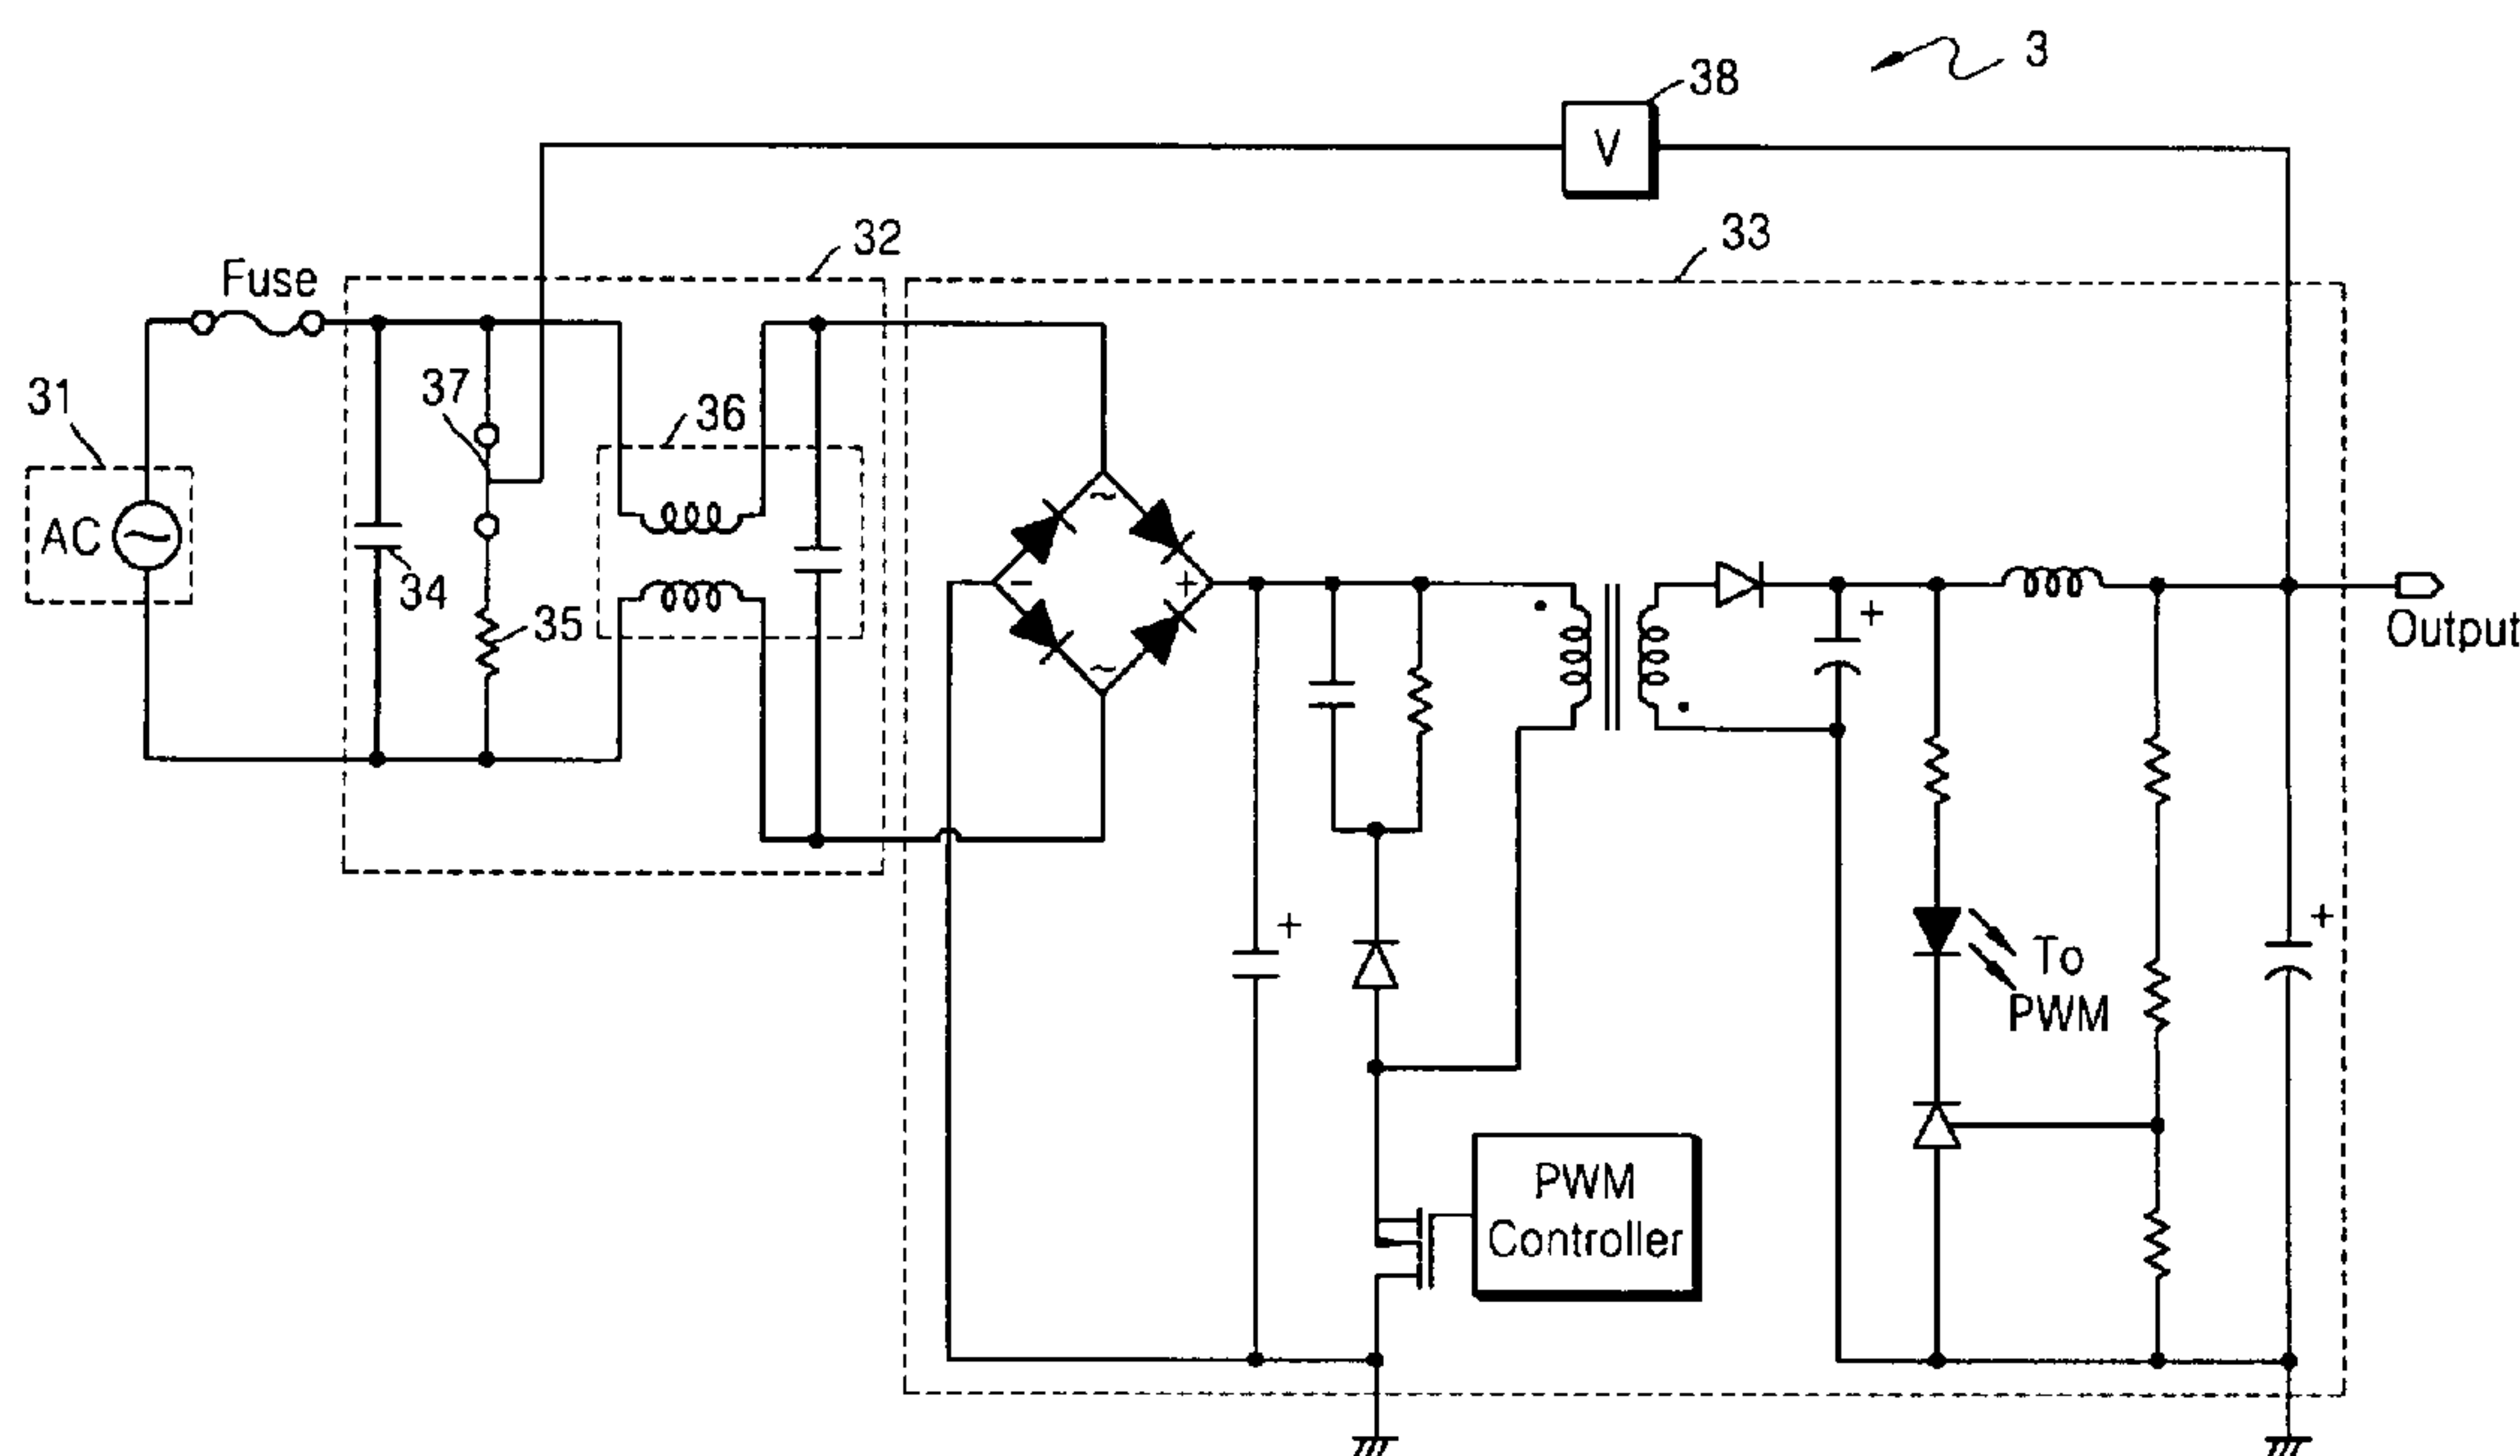 3
38
V
32
33
Fuse
37
31
36
AC
34
35
~
−
+
~
+
Output
+
To
PWM
+
PWM
Controller